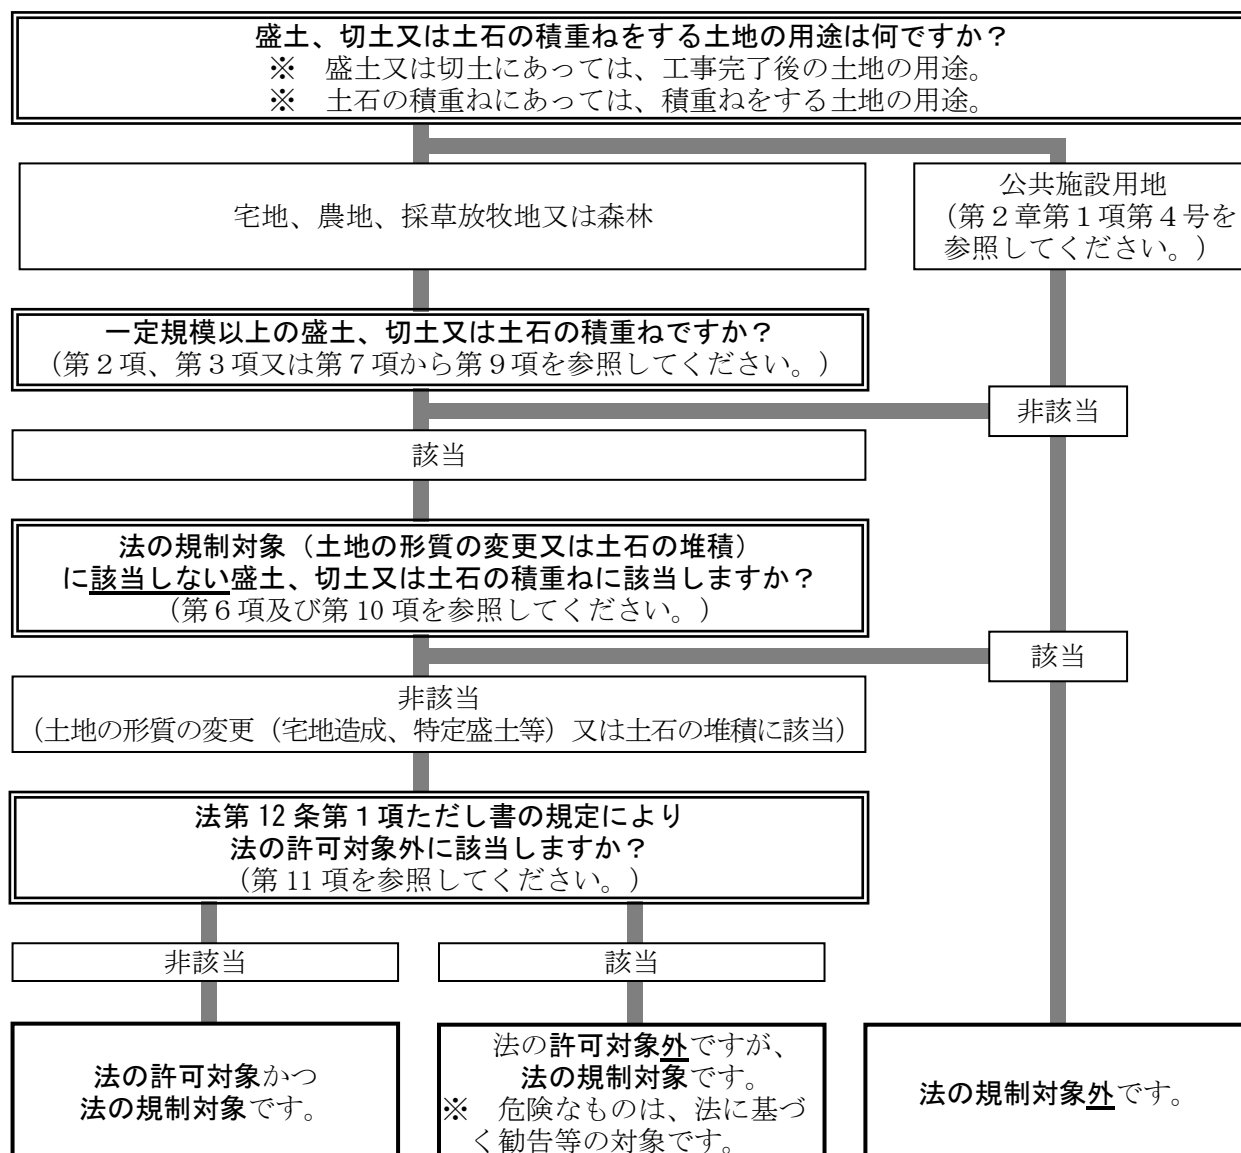 盛土、切土又は土石の積重ねをする土地の用途は何ですか？
※　盛土又は切土にあっては、工事完了後の土地の用途。
※　土石の積重ねにあっては、積重ねをする土地の用途。
宅地、農地、採草放牧地又は森林
公共施設用地
（第２章第１項第４号を
参照してください。）
一定規模以上の盛土、切土又は土石の積重ねですか？
（第２項、第３項又は第７項から第９項を参照してください。）
非該当
該当
法の規制対象（土地の形質の変更又は土石の堆積）
に該当しない盛土、切土又は土石の積重ねに該当しますか？
（第６項及び第 10 項を参照してください。）
該当
非該当
（土地の形質の変更（宅地造成、特定盛土等）又は土石の堆積に該当）
法第 12 条第１項ただし書の規定により
法の許可対象外に該当しますか？
（第 11 項を参照してください。）
非該当
該当
法の許可対象かつ
法の規制対象です。
法の許可対象外ですが、
法の規制対象です。
※　危険なものは、法に基づ
く勧告等の対象です。
法の規制対象外です。